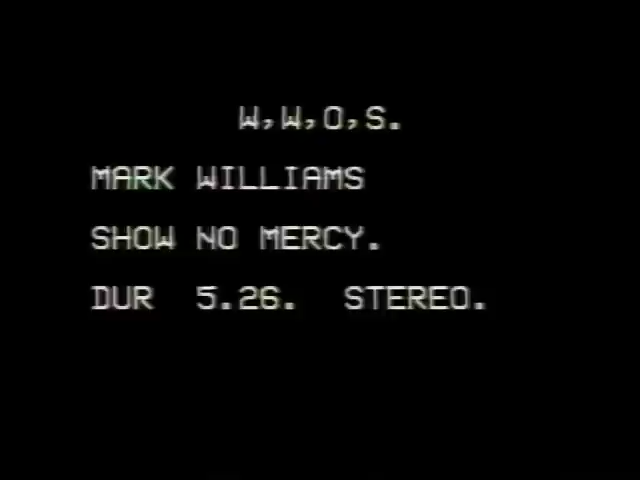 W,W,O,S.
MARK WILLIAMS
SHOW NO MERCY.
DUR 5.26. STEREO.